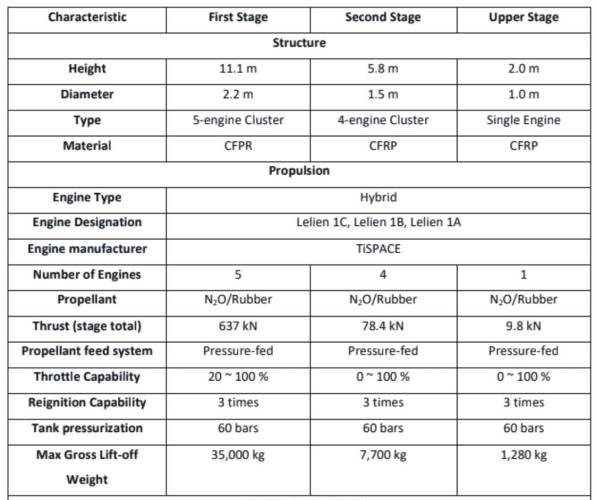 Characteristic First Stage Second Stage Upper Stage
Structure
Height 11.1 m 5.8 m 2.0 m
Diameter 2.2 m 1.5 m 1.0 m
Type 5-engine Cluster 4-engine Cluster Single Engine
Material CFPR CFRP CFRP
Propulsion
Engine Type Hybrid
Engine Designation Lelien 1C, Lelien 1B, Lelien 1A
Engine manufacturer TiSPACE
Number of Engines 5 4 1
Propellant N₂O/Rubber N₂O/Rubber N₂O/Rubber
Thrust (stage total) 637 kN 78.4 kN 9.8 kN
Propellant feed system Pressure-fed Pressure-fed Pressure-fed
Throttle Capability 20 ~ 100 % 0 ~ 100 % 0 ~ 100 %
Reignition Capability 3 times 3 times 3 times
Tank pressurization 60 bars 60 bars 60 bars
Max Gross Lift-off 35,000 kg 7,700 kg 1,280 kg
Weight